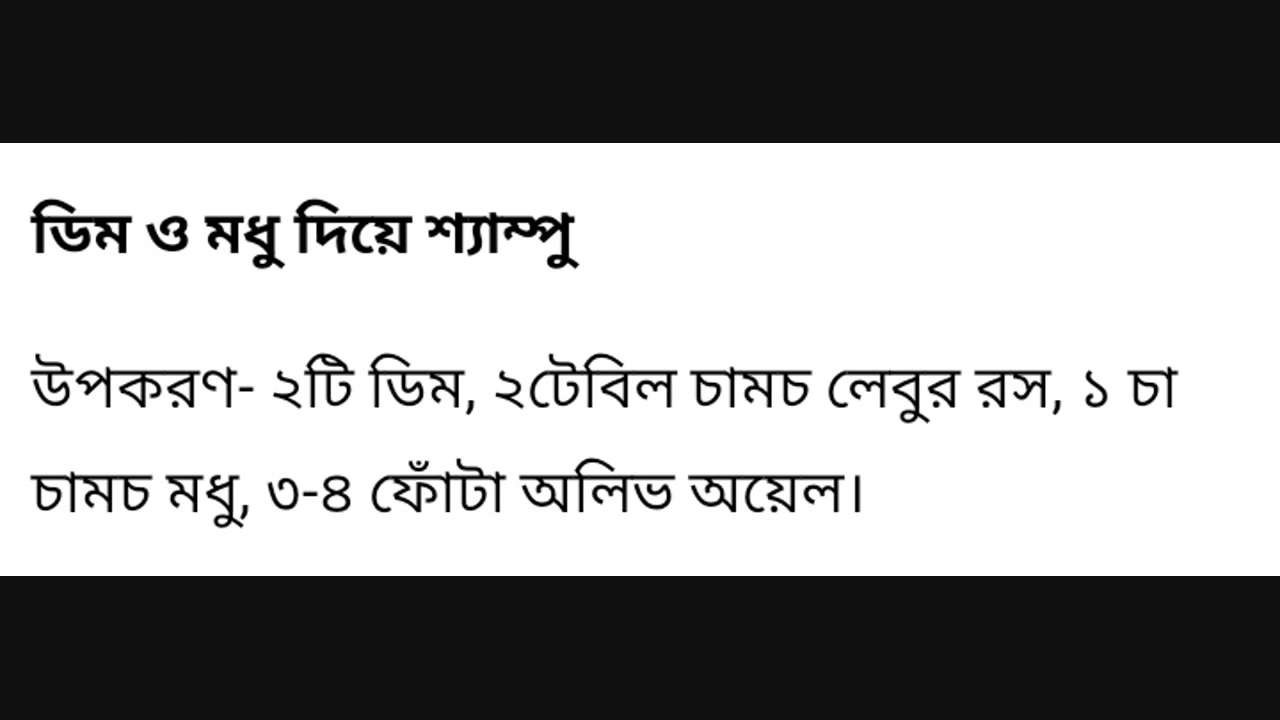 ডিম ও মধু দিয়ে শ্যাম্পু
উপকরণ- ২টি ডিম, ২টেবিল চামচ লেবুর রস, ১ চা
চামচ মধু, ৩-৪ ফোঁটা অলিভ অয়েল।